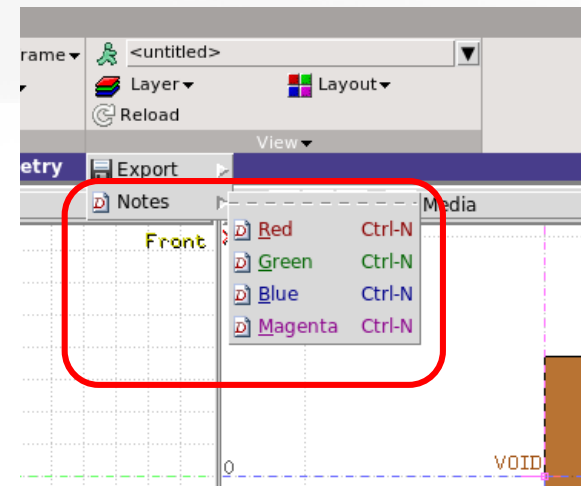 rame <untitled>
Layer Layout
Reload
View
etry Export
Notes Media
Front Red Ctrl-N
Green Ctrl-N
Blue Ctrl-N
Magenta Ctrl-N
VOID
0